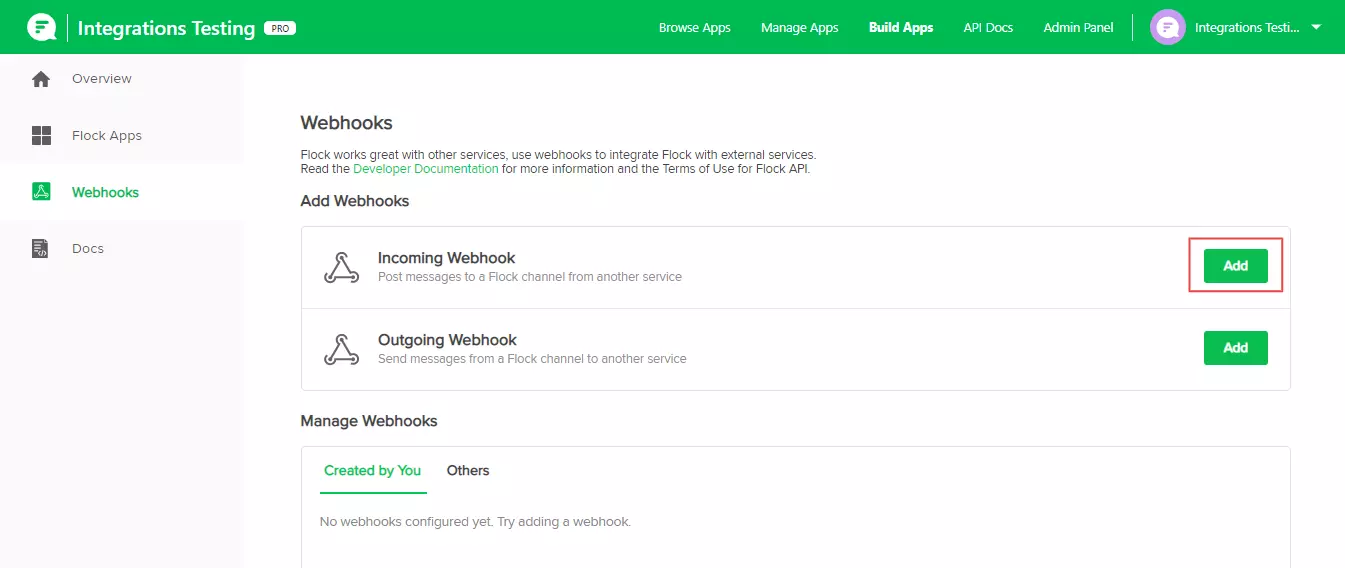 Integrations Testing PRO
Browse Apps
Manage Apps
Build Apps
API Docs
Admin Panel
Integrations Testi...
Overview
Flock Apps
Webhooks
Docs
Webhooks
Flock works great with other services, use webhooks to integrate Flock with external services.
Read the Developer Documentation for more information and the Terms of Use for Flock API.
Add Webhooks
Incoming Webhook
Post messages to a Flock channel from another service
Add
Outgoing Webhook
Send messages from a Flock channel to another service
Add
Manage Webhooks
Created by You
Others
No webhooks configured yet. Try adding a webhook.